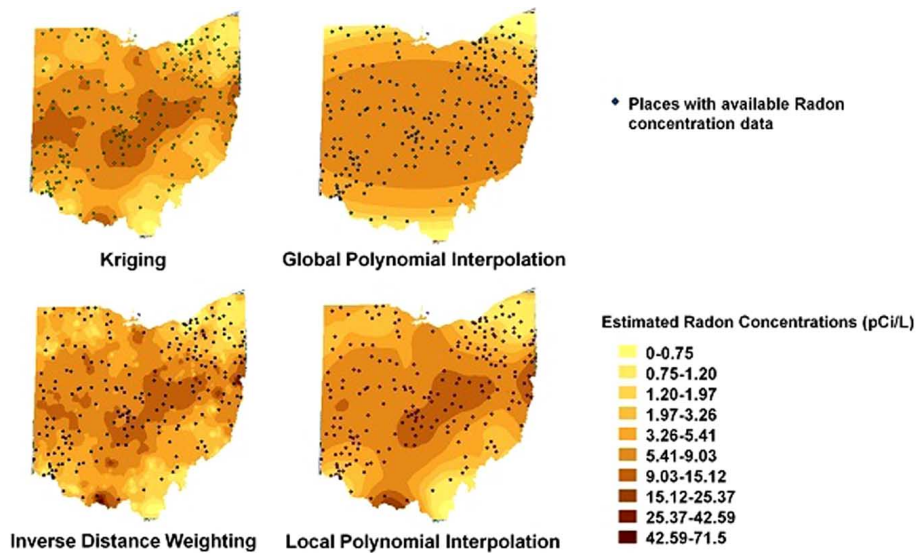 Places with available Radon
concentration data
Kriging
Global Polynomial Interpolation
Estimated Radon Concentrations (pCi/L)
0-0.75
0.75-1.20
1.20-1.97
1.97-3.26
3.26-5.41
5.41-9.03
9.03-15.12
15.12-25.37
25.37-42.59
42.59-71.5
Inverse Distance Weighting
Local Polynomial Interpolation